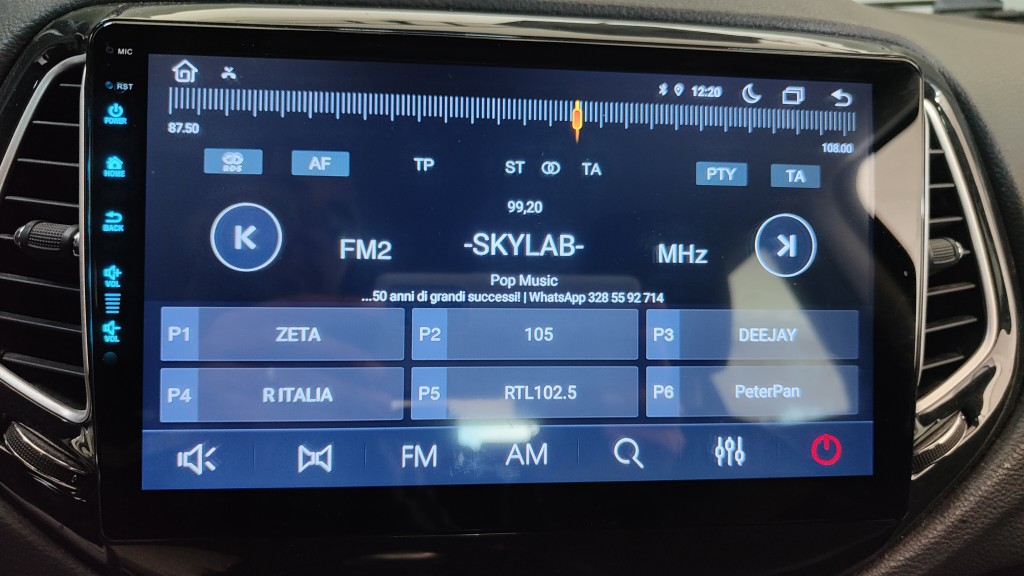 MIC
RST
POWER
HOME
BACK
VOL
VOL
12:20
87.50
108.00
RDS AF TP ST TA PTY TA
99,20
FM2 -SKYLAB- MHz
Pop Music
...50 anni di grandi successi! | WhatsApp 328 55 92 714
P1 ZETA P2 105 P3 DEEJAY
P4 R ITALIA P5 RTL102.5 P6 PeterPan
FM AM